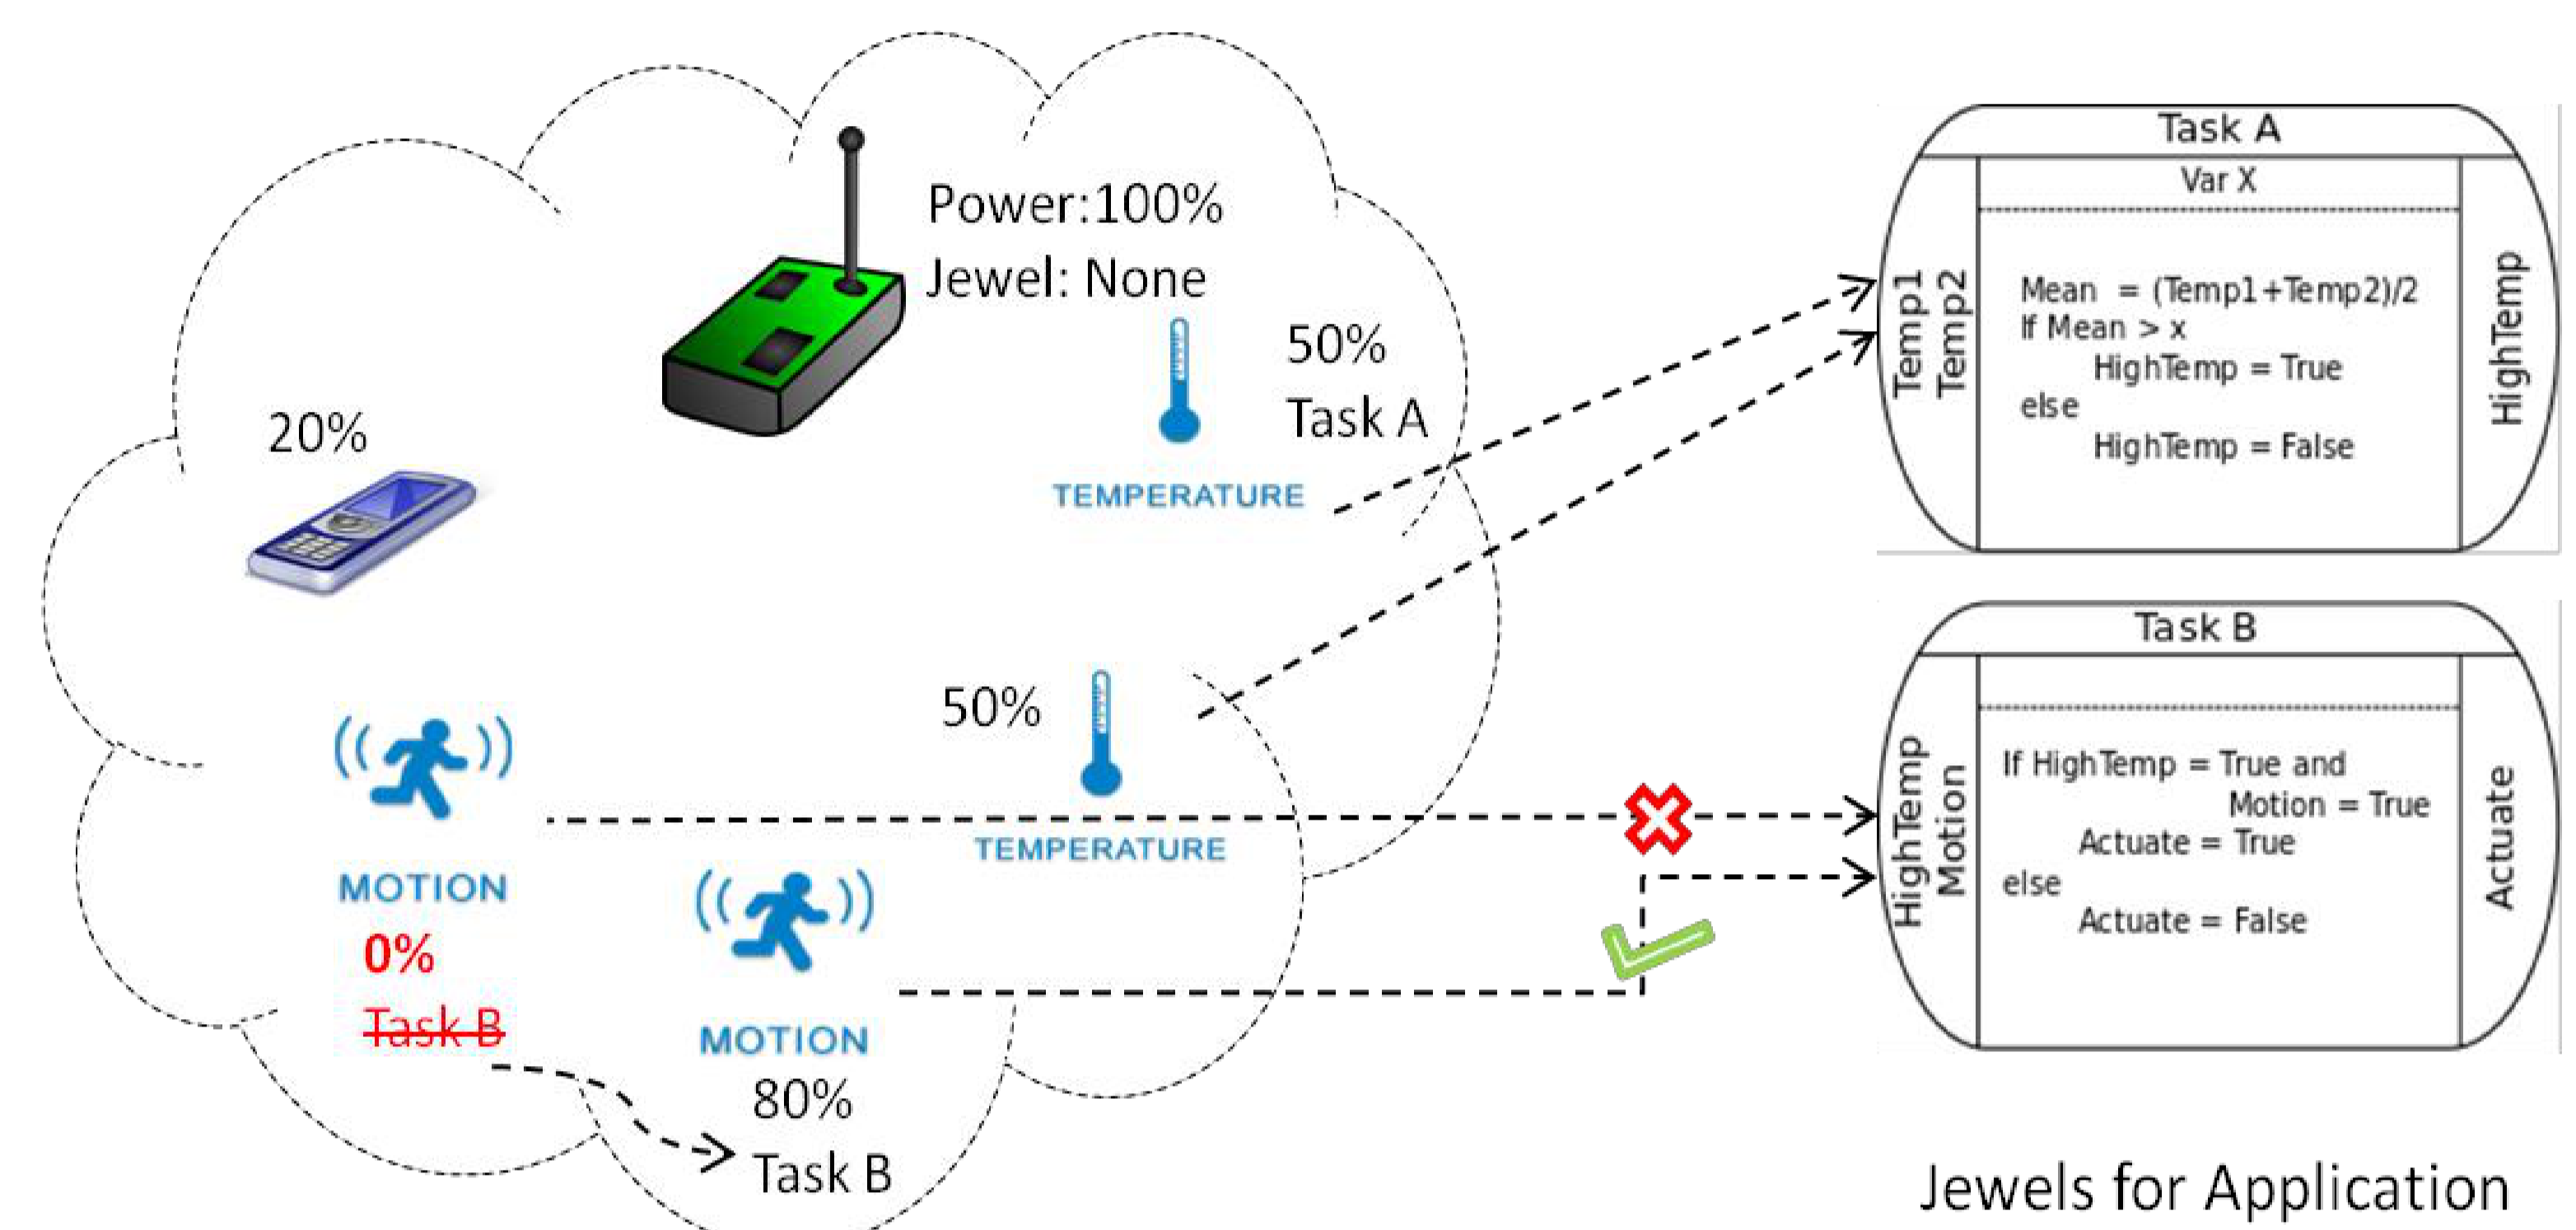 Power:100%
Jewel: None
50%
Task A
TEMPERATURE
20%
50%
TEMPERATURE
MOTION
0%
Task B
MOTION
80%
Task B
Task A
Var X
Temp1
Temp2
Mean = (Temp1+Temp2)/2
If Mean > x
HighTemp = True
else
HighTemp = False
HighTemp
Task B
HighTemp
Motion
If HighTemp = True and
Motion = True
Actuate = True
else
Actuate = False
Actuate
Jewels for Application